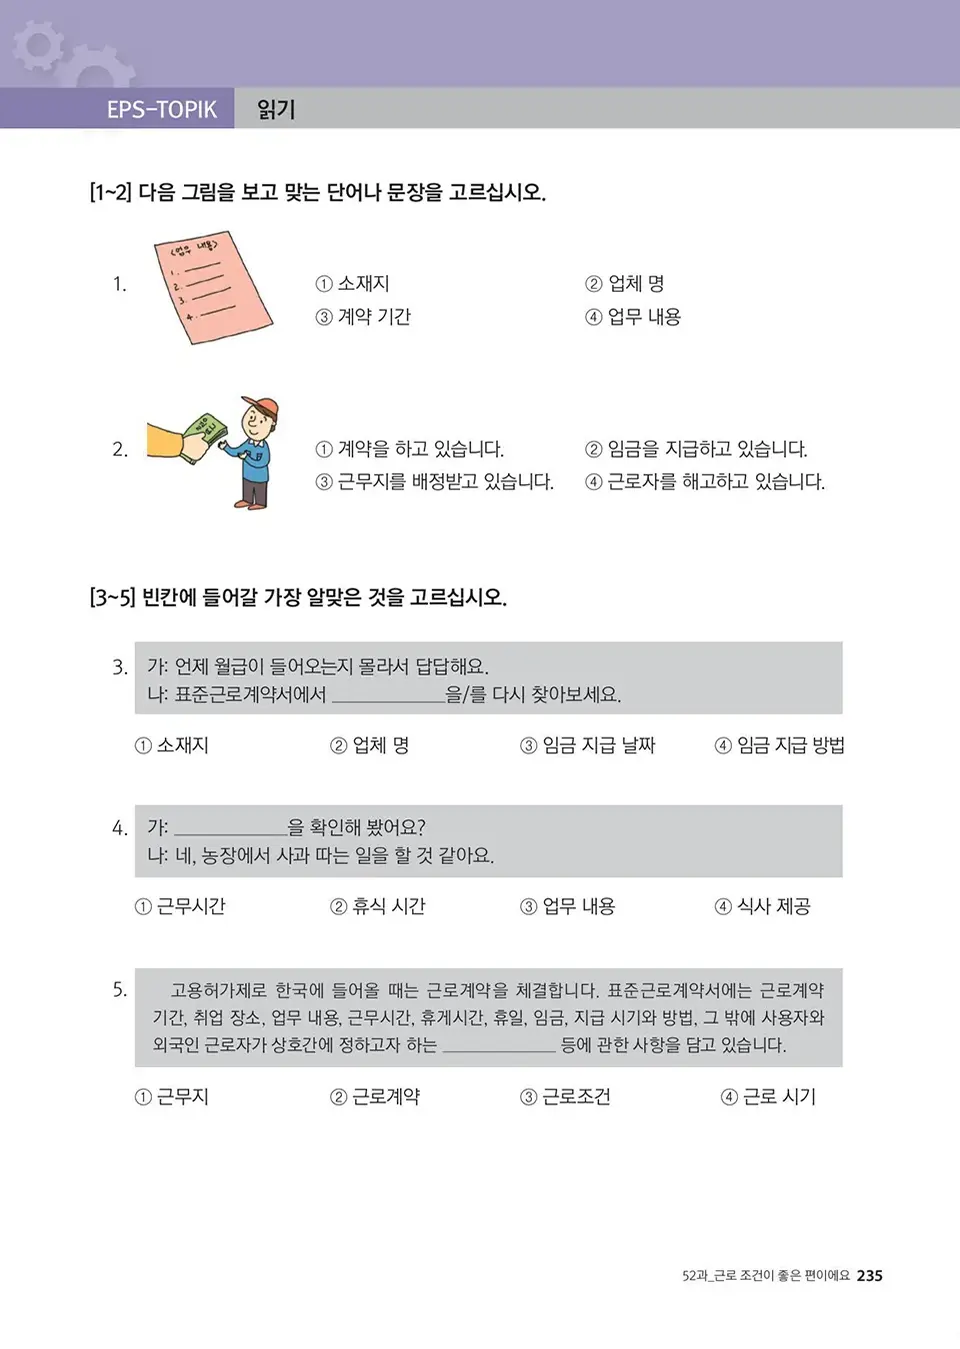 EPS-TOPIK 읽기
[1~2] 다음 그림을 보고 맞는 단어나 문장을 고르십시오.
<업무 내용>
1.
2.
3.
4.
1. ① 소재지 ② 업체 명
③ 계약 기간 ④ 업무 내용
2. ① 계약을 하고 있습니다. ② 임금을 지급하고 있습니다.
③ 근무지를 배정받고 있습니다. ④ 근로자를 해고하고 있습니다.
[3~5] 빈칸에 들어갈 가장 알맞은 것을 고르십시오.
3. 가: 언제 월급이 들어오는지 몰라서 답답해요.
나: 표준근로계약서에서 ____________을/를 다시 찾아보세요.
① 소재지 ② 업체 명 ③ 임금 지급 날짜 ④ 임금 지급 방법
4. 가: ____________을 확인해 봤어요?
나: 네, 농장에서 사과 따는 일을 할 것 같아요.
① 근무시간 ② 휴식 시간 ③ 업무 내용 ④ 식사 제공
5. 고용허가제로 한국에 들어올 때는 근로계약을 체결합니다. 표준근로계약서에는 근로계약
기간, 취업 장소, 업무 내용, 근무시간, 휴게시간, 휴일, 임금, 지급 시기와 방법, 그 밖에 사용자와
외국인 근로자가 상호간에 정하고자 하는 ____________ 등에 관한 사항을 담고 있습니다.
① 근무지 ② 근로계약 ③ 근로조건 ④ 근로 시기
52과_근로 조건이 좋은 편이에요 235